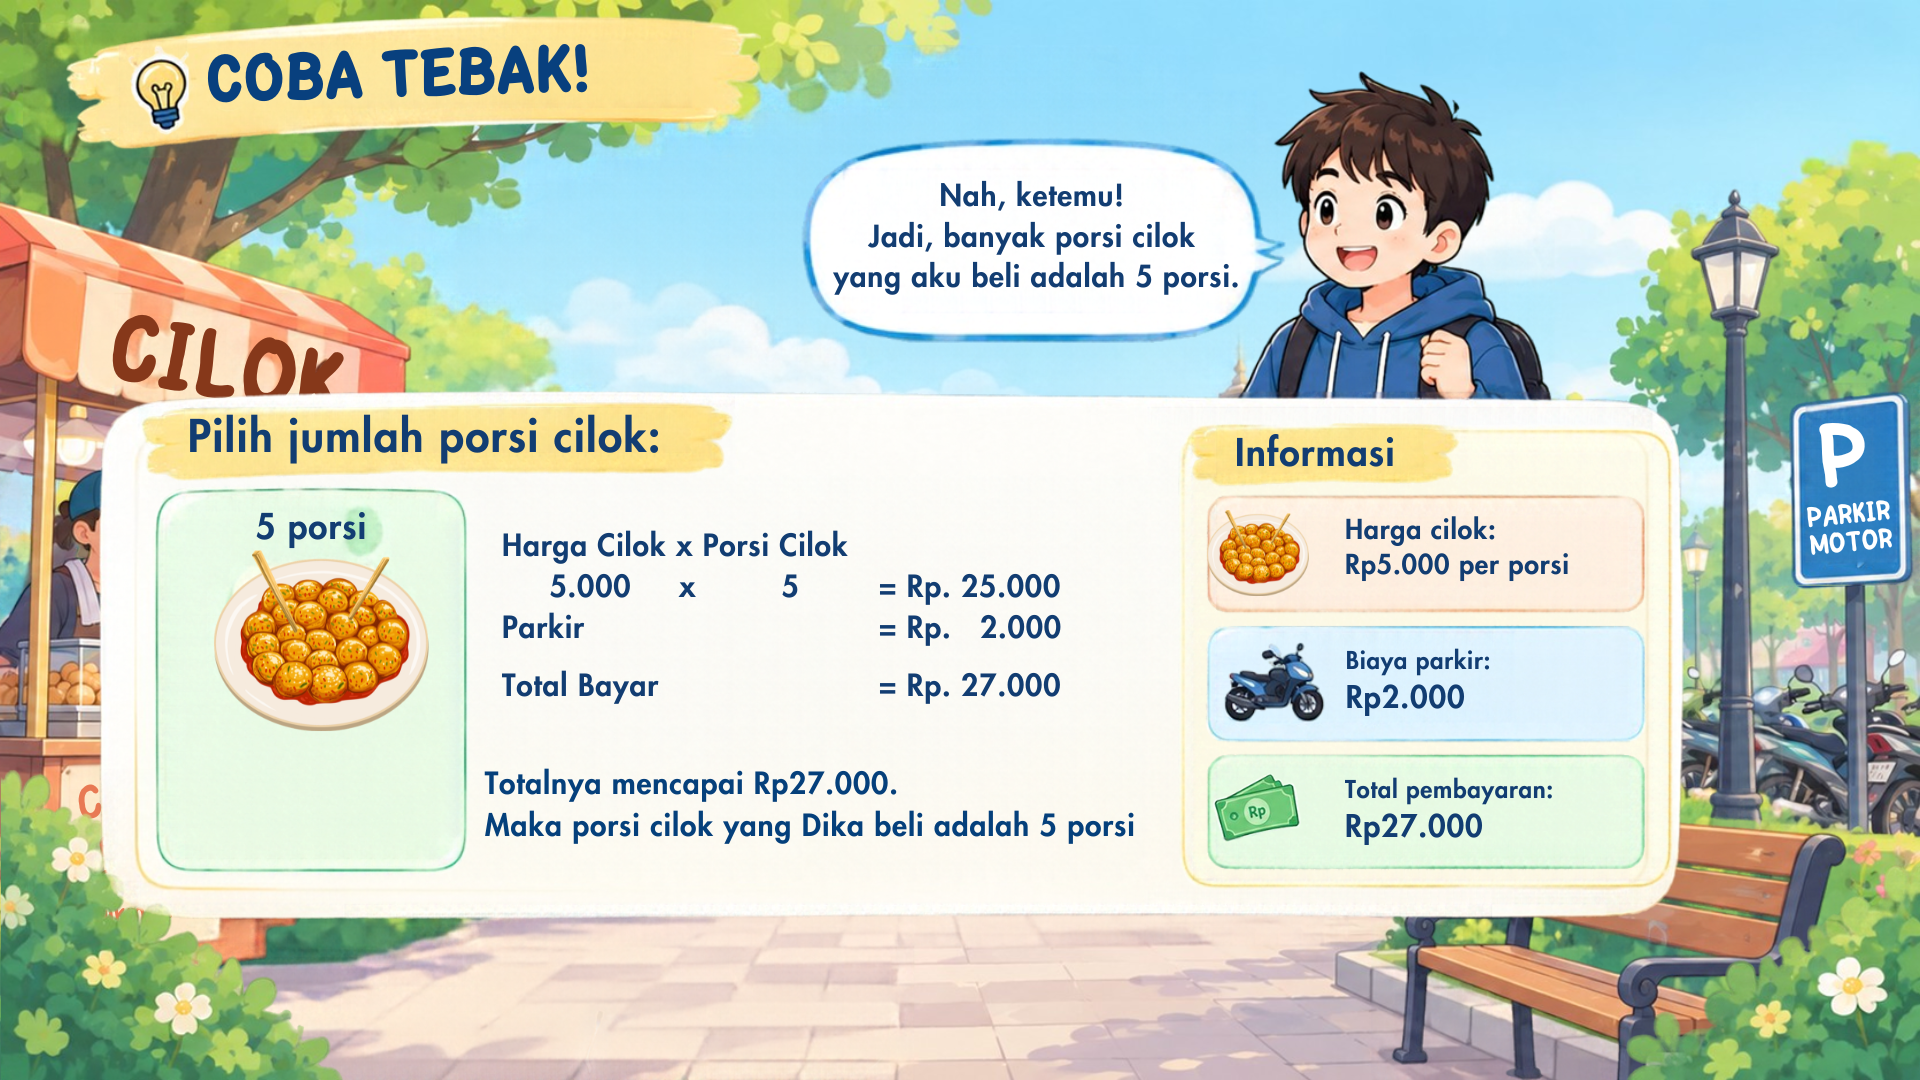 COBA TEBAK!
Nah, ketemu!
Jadi, banyak porsi cilok
yang aku beli adalah 5 porsi.
CILOK
Pilih jumlah porsi cilok:
5 porsi
Harga Cilok x Porsi Cilok
5.000 x 5 = Rp. 25.000
Parkir = Rp. 2.000
Total Bayar = Rp. 27.000
Totalnya mencapai Rp27.000.
Maka porsi cilok yang Dika beli adalah 5 porsi
Informasi
Harga cilok:
Rp5.000 per porsi
Biaya parkir:
Rp2.000
Rp
Total pembayaran:
Rp27.000
P
PARKIR
MOTOR